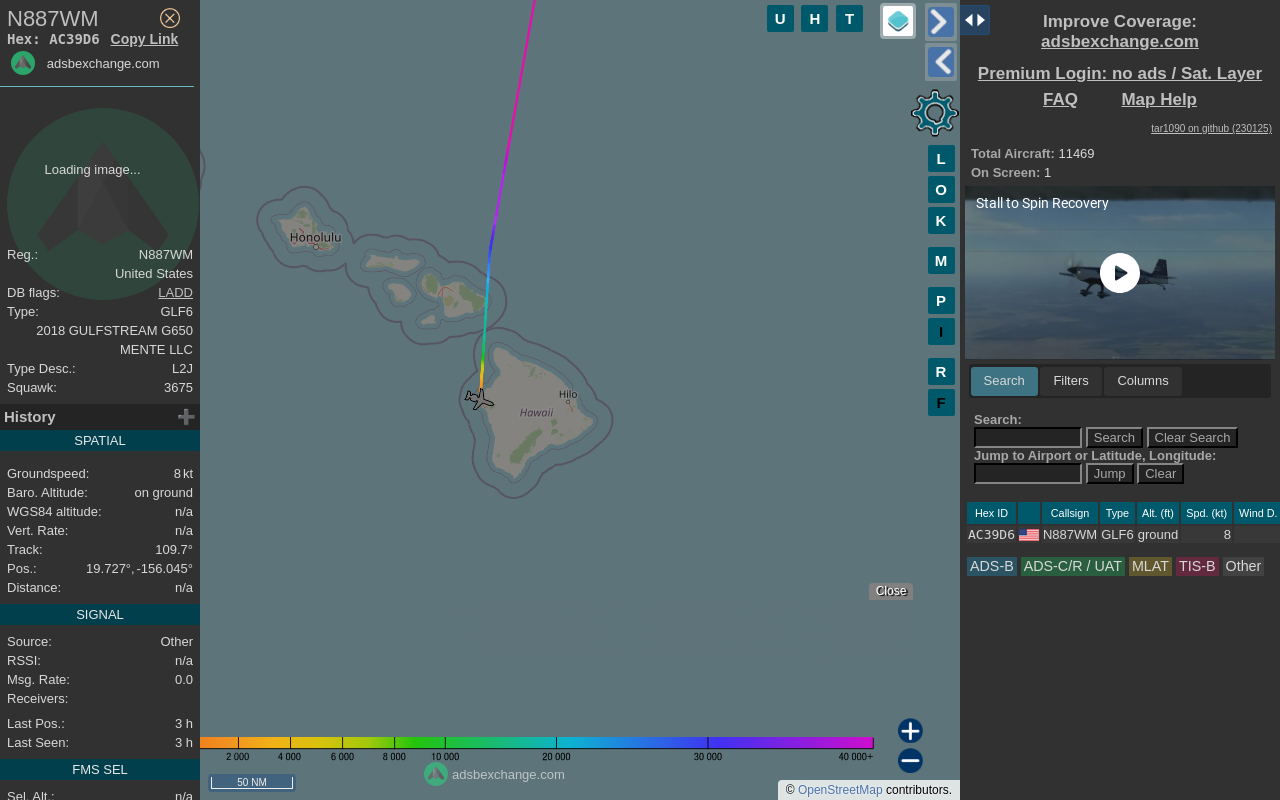 N887WM
Hex: AC39D6 Copy Link
adsbexchange.com
Loading image...
Reg.: N887WM
United States
DB flags: LADD
Type: GLF6
2018 GULFSTREAM G650
MENTE LLC
Type Desc.: L2J
Squawk: 3675
History
SPATIAL
Groundspeed: 8 kt
Baro. Altitude: on ground
WGS84 altitude: n/a
Vert. Rate: n/a
Track: 109.7°
Pos.: 19.727°, -156.045°
Distance: n/a
SIGNAL
Source: Other
RSSI: n/a
Msg. Rate: 0.0
Receivers:
Last Pos.: 3 h
Last Seen: 3 h
FMS SEL
Sel. Alt.: n/a
U H T
L
O
K
M
P
I
R
F
Honolulu
Hilo
Hawaii
Close
2 000 4 000 6 000 8 000 10 000 20 000 30 000 40 000+
50 NM
adsbexchange.com
© OpenStreetMap contributors.
Improve Coverage:
adsbexchange.com
Premium Login: no ads / Sat. Layer
FAQ Map Help
tar1090 on github (230125)
Total Aircraft: 11469
On Screen: 1
Stall to Spin Recovery
Search Filters Columns
Search:
Search Clear Search
Jump to Airport or Latitude, Longitude:
Jump Clear
Hex ID Callsign Type Alt. (ft) Spd. (kt) Wind D.
AC39D6 N887WM GLF6 ground 8
ADS-B ADS-C/R / UAT MLAT TIS-B Other